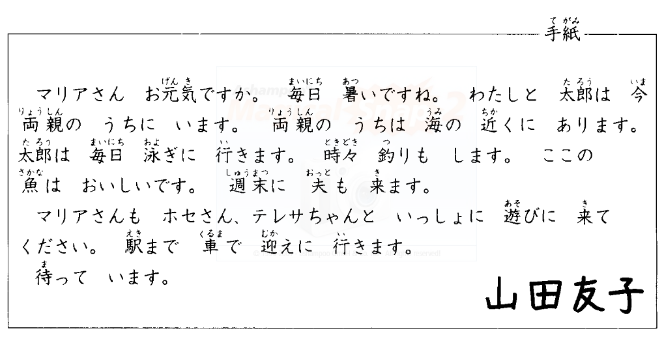 手紙
マリアさん お元気ですか。 毎日 暑いですね。 わたしと 太郎は 今
両親の うちに います。 両親の うちは 海の 近くに あります。
太郎は 毎日 泳ぎに 行きます。 時々 釣りも します。 ここの
魚は おいしいです。 週末に 夫も 来ます。
マリアさんも ホセさん、テレサちゃんと いっしょに 遊びに 来て
ください。 駅まで 車で 迎えに 行きます。
待って います。
山田友子